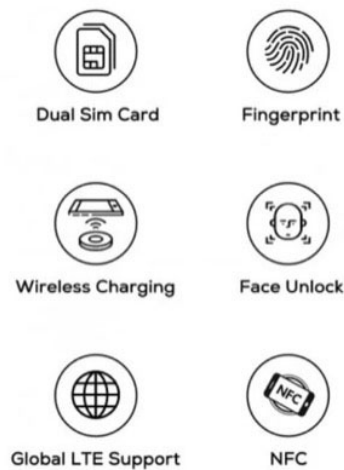 Dual Sim Card
Fingerprint
Wireless Charging
Face Unlock
NFC
Global LTE Support
NFC